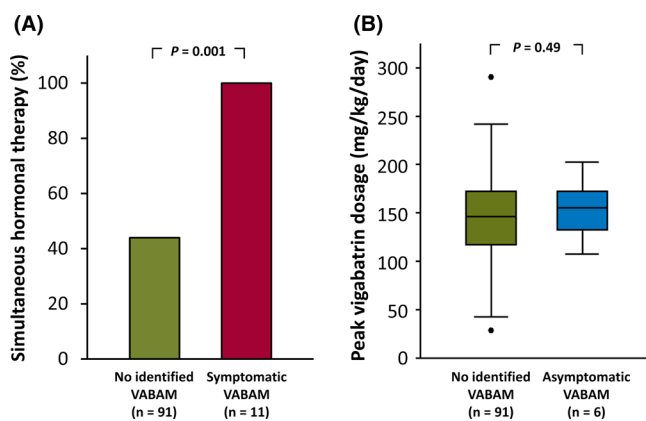 (A)
P = 0.001
Simultaneous hormonal therapy (%)
100
80
60
40
20
0
No identified
VABAM
(n = 91)
Symptomatic
VABAM
(n = 11)
(B)
P = 0.49
Peak vigabatrin dosage (mg/kg/day)
300
250
200
150
100
50
0
No identified
VABAM
(n = 91)
Asymptomatic
VABAM
(n = 6)